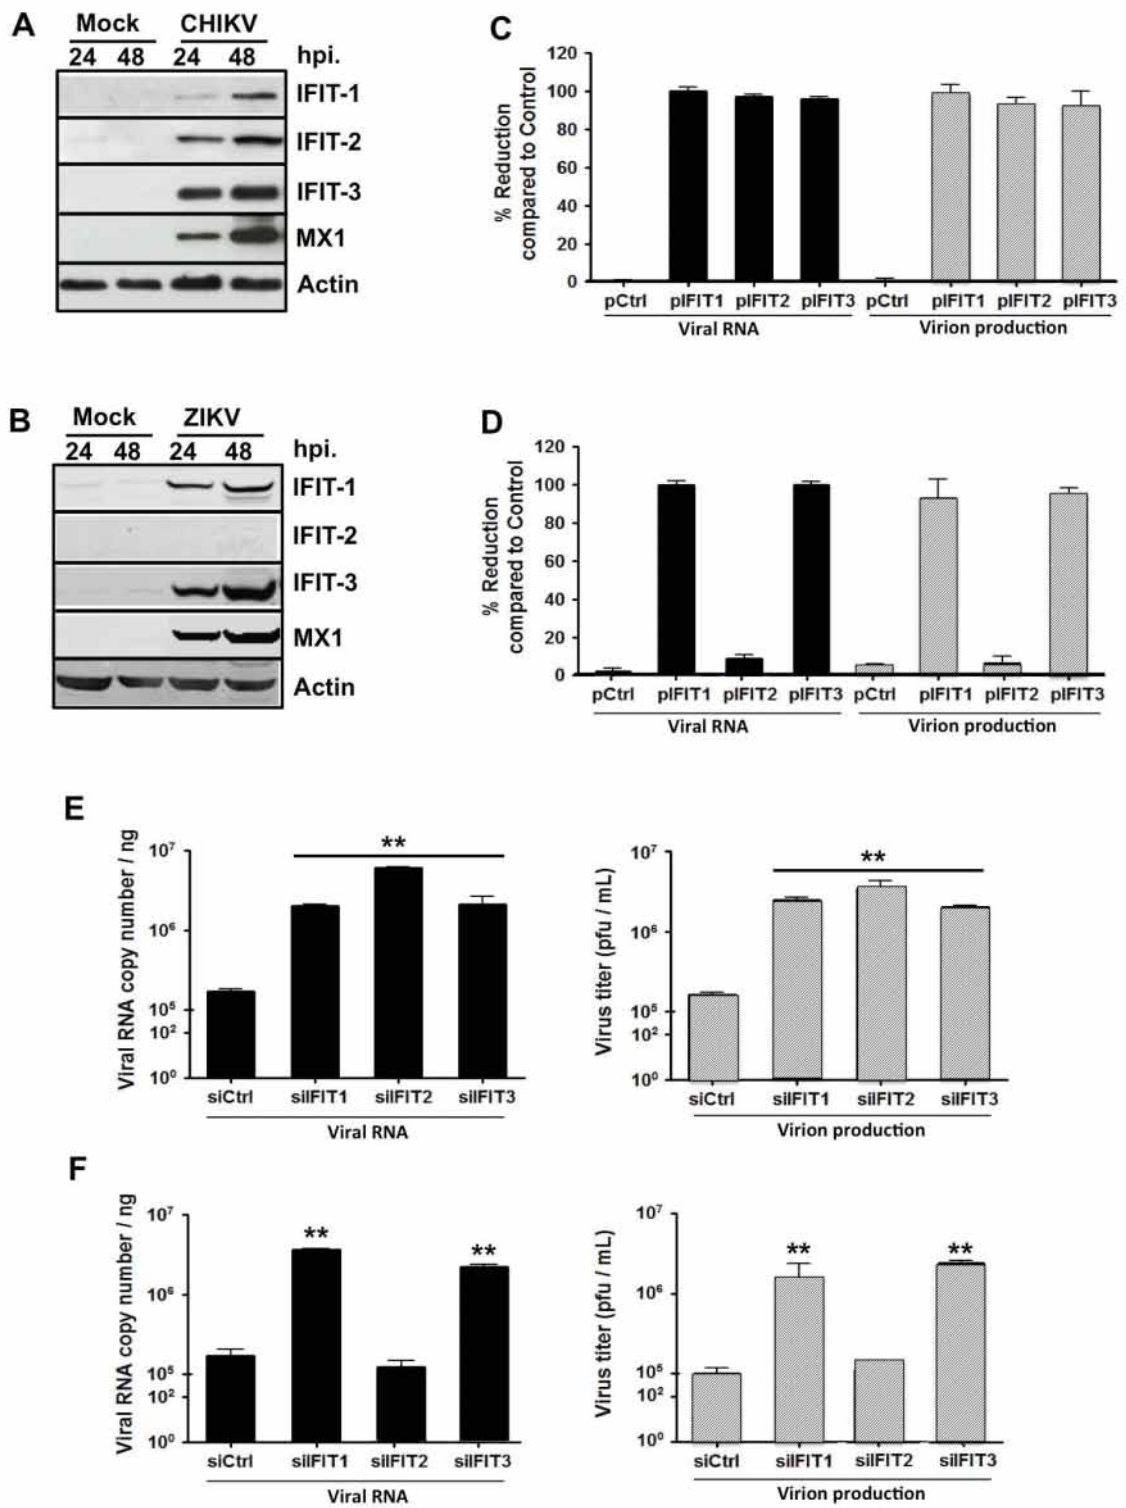 A
Mock CHIKV
24 48 24 48 hpi.
IFIT-1
IFIT-2
IFIT-3
MX1
Actin
C
% Reduction
compared to Control
120
100
80
60
40
20
0
pCtrl pIFIT1 pIFIT2 pIFIT3 pCtrl pIFIT1 pIFIT2 pIFIT3
Viral RNA Virion production
B
Mock ZIKV
24 48 24 48 hpi.
IFIT-1
IFIT-2
IFIT-3
MX1
Actin
D
% Reduction
compared to Control
120
100
80
60
40
20
0
pCtrl pIFIT1 pIFIT2 pIFIT3 pCtrl pIFIT1 pIFIT2 pIFIT3
Viral RNA Virion production
E
Viral RNA copy number / ng
10⁷
10⁶
10⁵
10²
10⁰
**
siCtrl siIFIT1 siIFIT2 siIFIT3
Viral RNA
Virus titer (pfu / mL)
10⁷
10⁶
10⁵
10²
10⁰
**
siCtrl siIFIT1 siIFIT2 siIFIT3
Virion production
F
Viral RNA copy number / ng
10⁷
10⁶
10⁵
10²
10⁰
** **
siCtrl siIFIT1 siIFIT2 siIFIT3
Viral RNA
Virus titer (pfu / mL)
10⁷
10⁶
10⁵
10²
10⁰
** **
siCtrl siIFIT1 siIFIT2 siIFIT3
Virion production